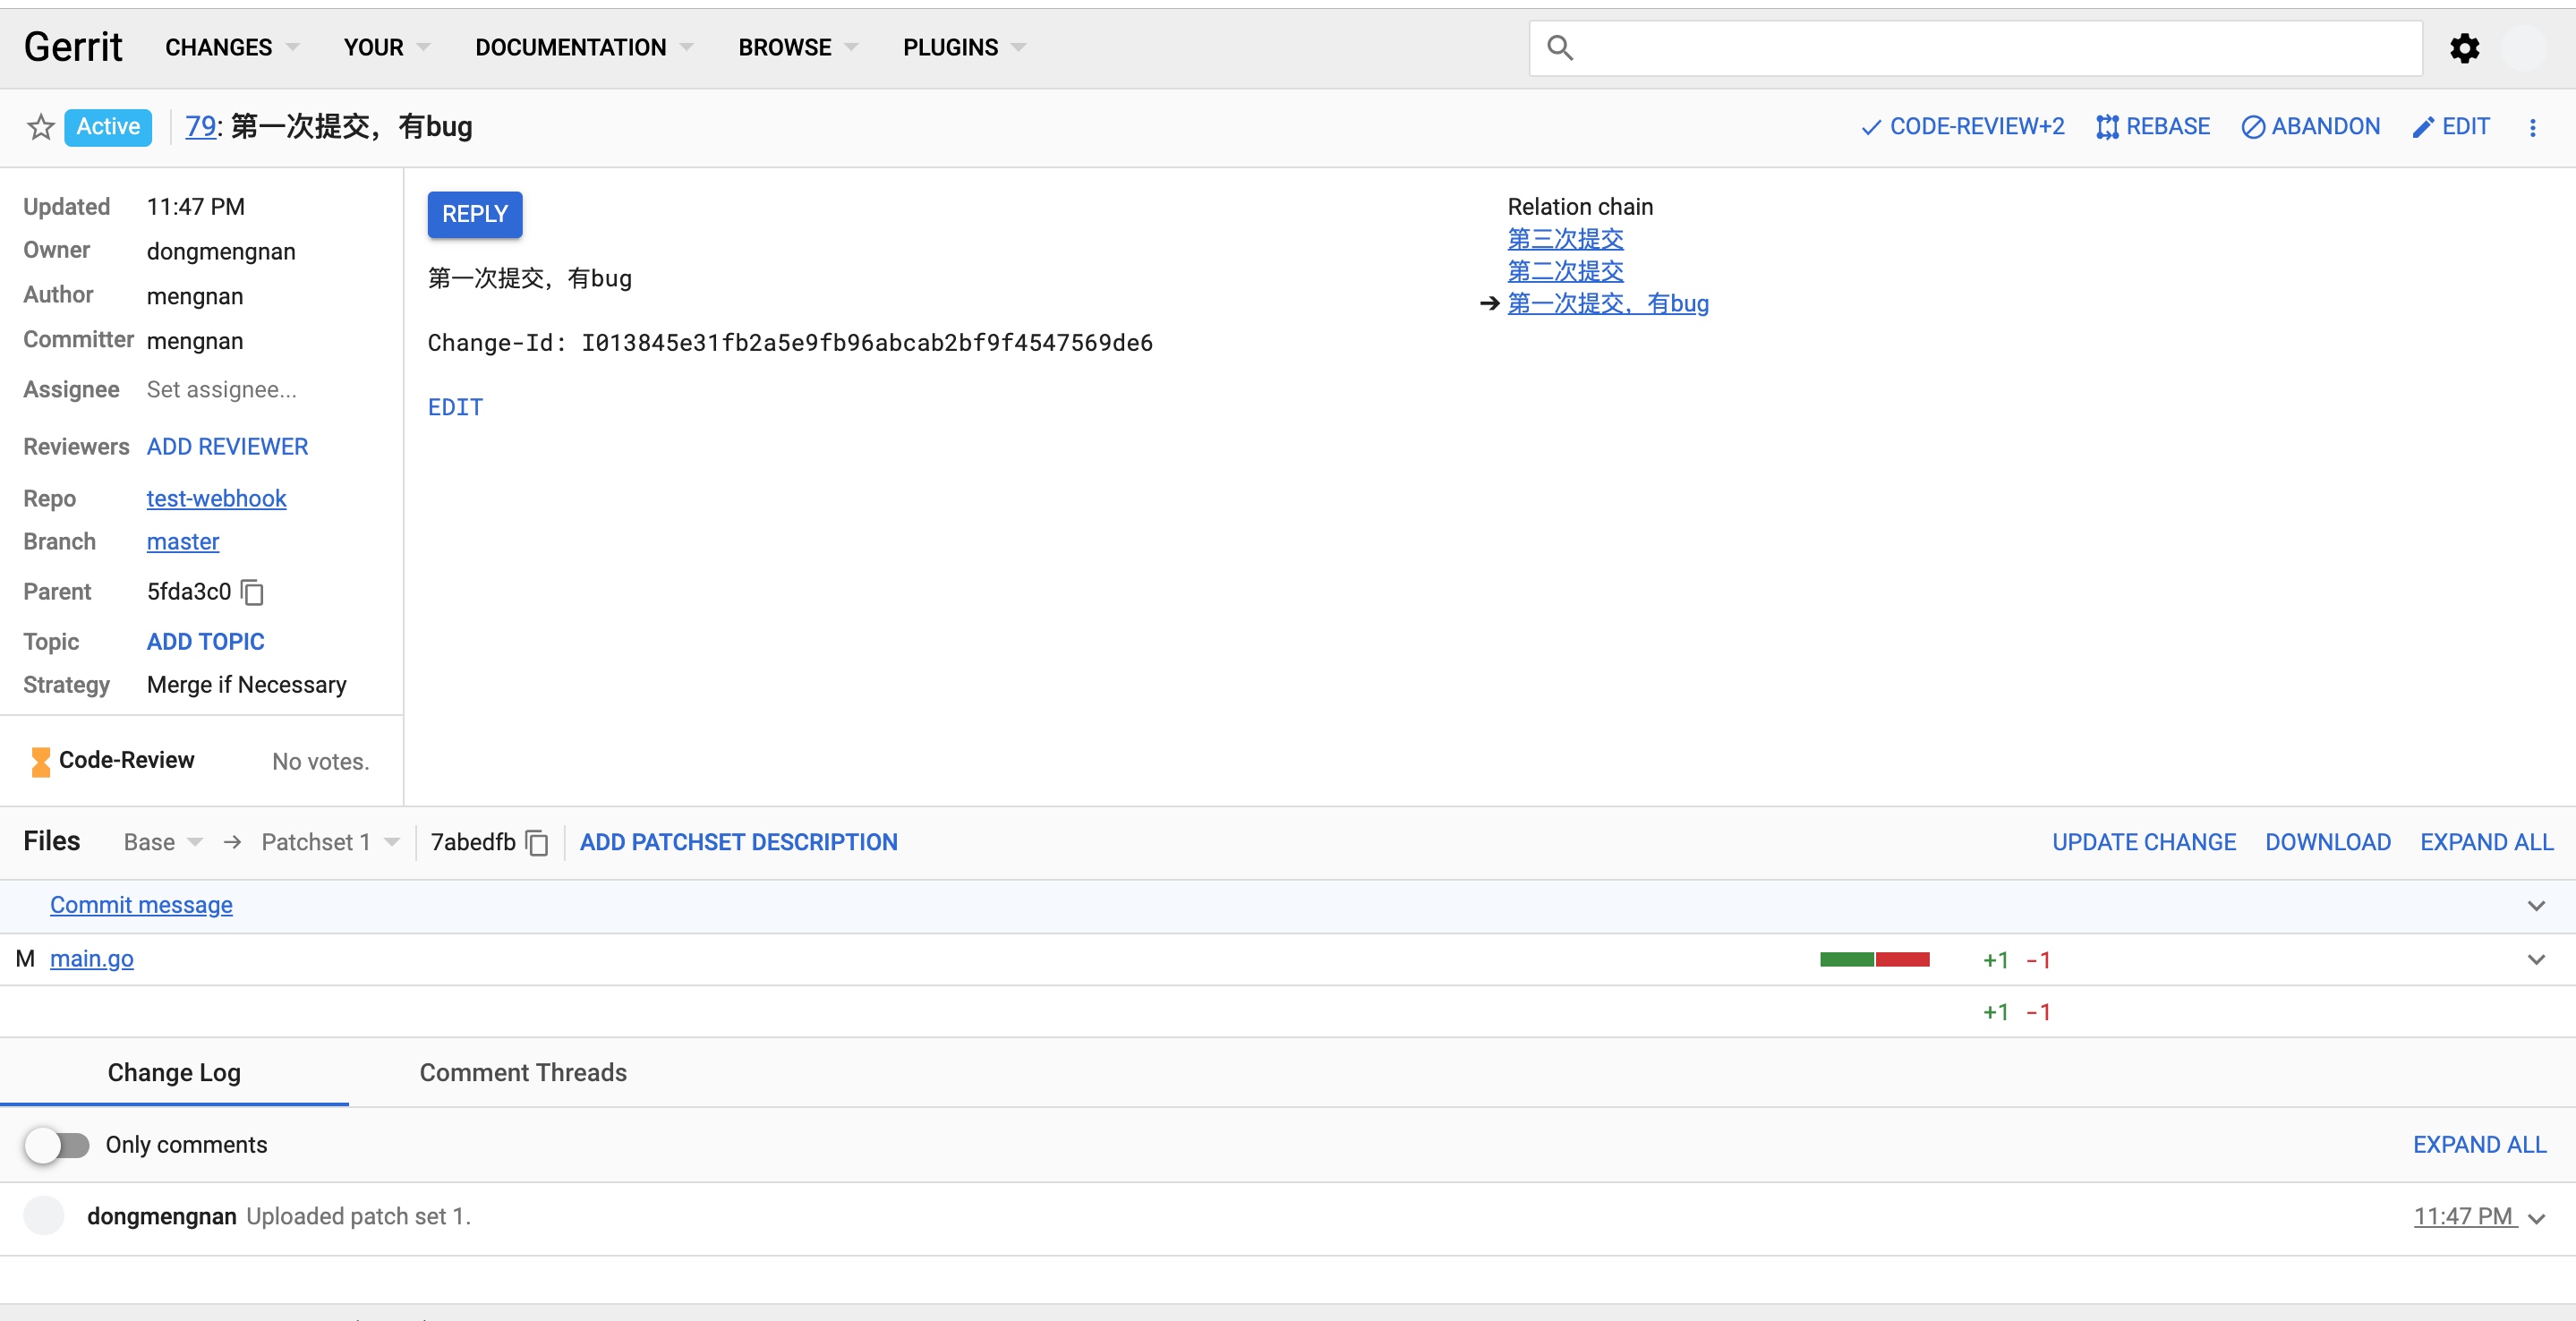 Gerrit CHANGES YOUR DOCUMENTATION BROWSE PLUGINS
Active 79: 第一次提交，有bug CODE-REVIEW+2 REBASE ABANDON EDIT
Updated 11:47 PM
Owner dongmengnan
Author mengnan
Committer mengnan
Assignee Set assignee...
Reviewers ADD REVIEWER
Repo test-webhook
Branch master
Parent 5fda3c0
Topic ADD TOPIC
Strategy Merge if Necessary
Code-Review No votes.
REPLY
第一次提交，有bug
Change-Id: I013845e31fb2a5e9fb96abcab2bf9f4547569de6
EDIT
Relation chain
第三次提交
第二次提交
➔ 第一次提交，有bug
Files Base → Patchset 1 7abedfb ADD PATCHSET DESCRIPTION UPDATE CHANGE DOWNLOAD EXPAND ALL
Commit message
M main.go +1 -1
+1 -1
Change Log Comment Threads
Only comments EXPAND ALL
dongmengnan Uploaded patch set 1. 11:47 PM